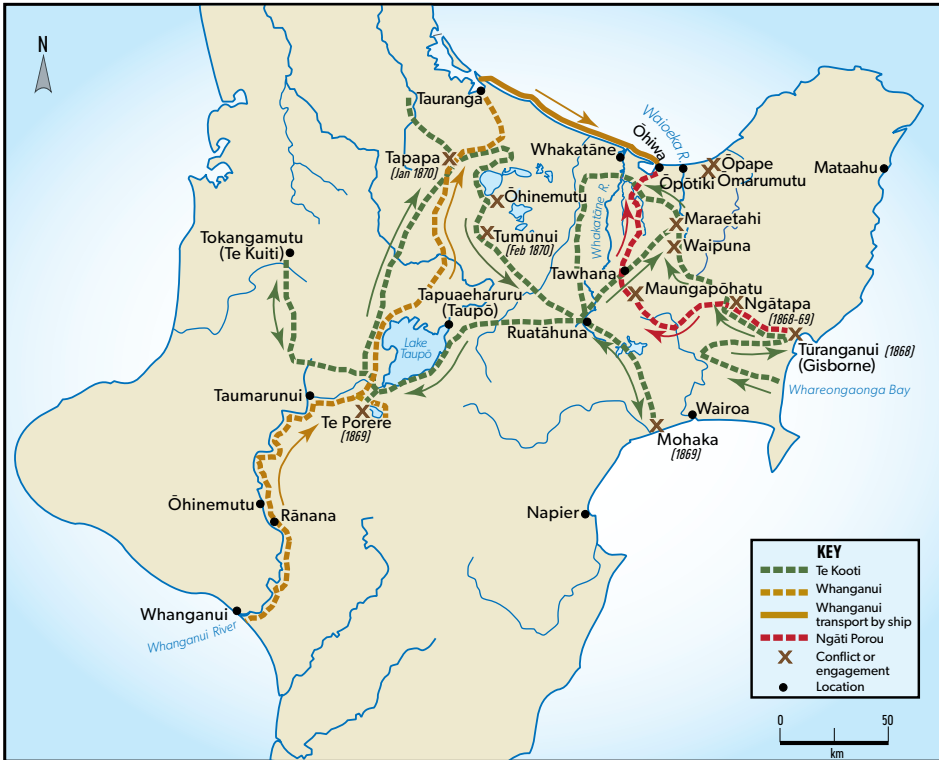 N
Tauranga
Waioeka R.
Ōhiwa
Whakatāne
Tapapa
(Jan 1870)
Ōpape
Ōpōtiki
Ōmarumutu
Mataahu
Ōhinemutu
Whakatāne R.
Maraetahi
Tumunui
(Feb 1870)
Waipuna
Tokangamutu
(Te Kuiti)
Tawhana
Maungapōhatu
Tapuaeharuru
(Taupō)
Ngātapa
(1868-69)
Ruatāhuna
Lake
Taupō
Tūranganui (1868)
(Gisborne)
Taumarunui
Whareongaonga Bay
Te Porere
(1869)
Wairoa
Mohaka
(1869)
Ōhinemutu
Rānana
Napier
Whanganui
Whanganui River
KEY
Te Kooti
Whanganui
Whanganui
transport by ship
Ngāti Porou
Conflict or
engagement
Location
0 50
km